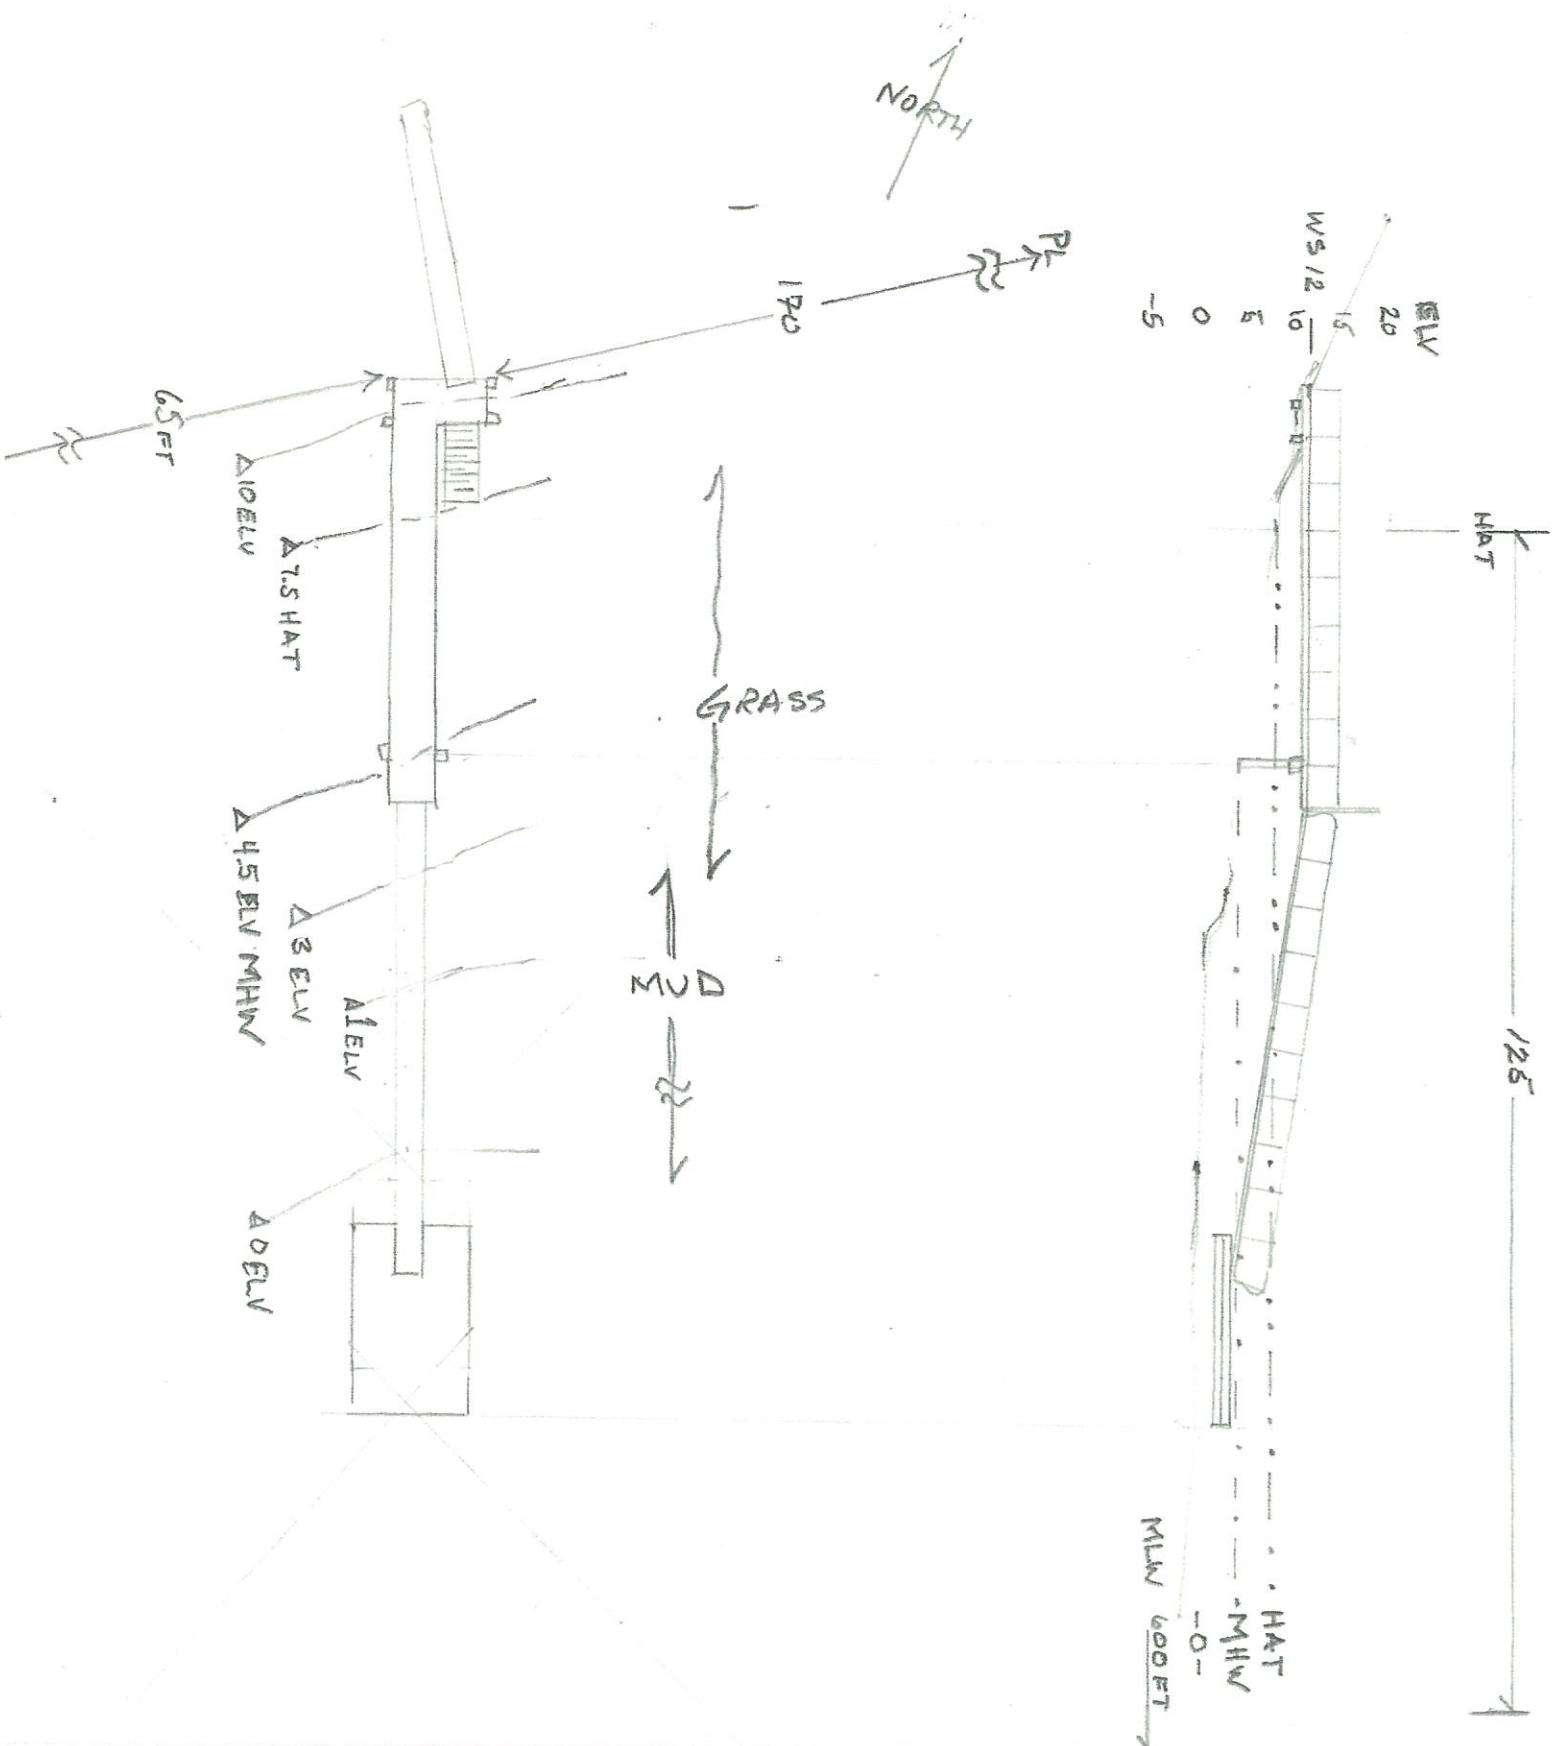 NORTH
PL
170
65 FT
Δ 10 ELV
Δ 7.5 HAT
Δ 4.5 ELV MHW
Δ 3 ELV
Δ 1 ELV
Δ 0 ELV
GRASS
MUD
ELV
20
15
10
5
0
-5
WS 12
HAT
125
HAT
MHW
-0-
MLW 600 FT